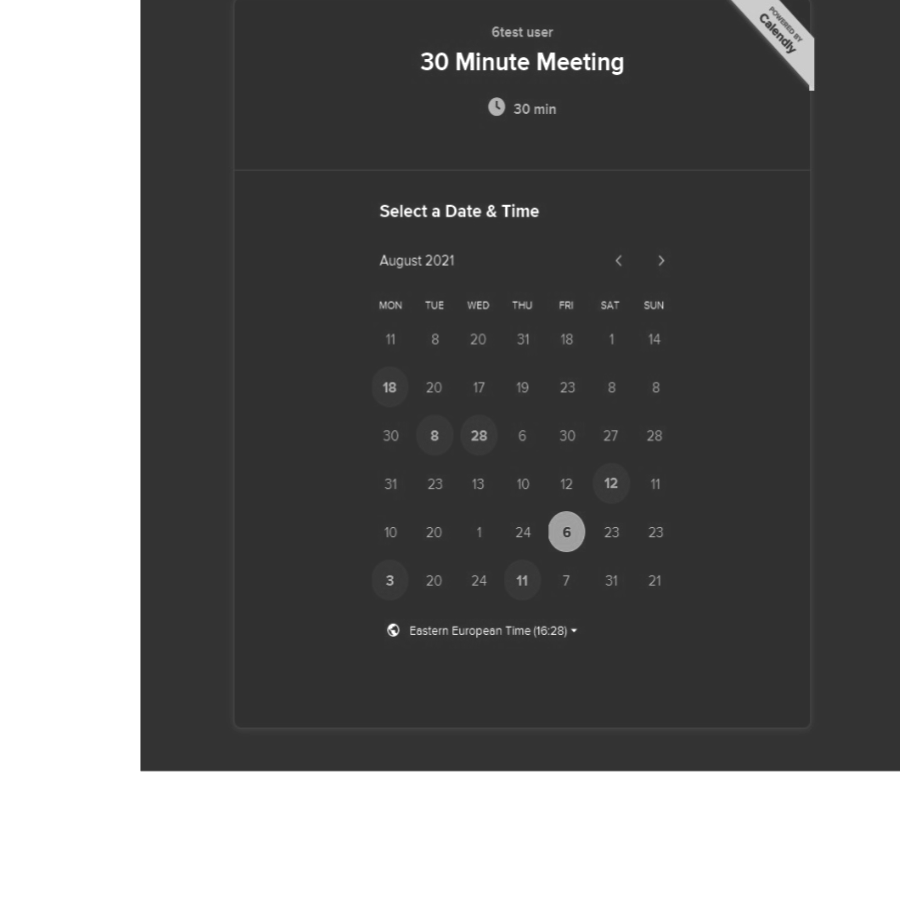 POWERED BY
Calendly
6test user
30 Minute Meeting
30 min
Select a Date & Time
August 2021
MON TUE WED THU FRI SAT SUN
11 8 20 31 18 1 14
18 20 17 19 23 8 8
30 8 28 6 30 27 28
31 23 13 10 12 12 11
10 20 1 24 6 23 23
3 20 24 11 7 31 21
Eastern European Time (16:28)